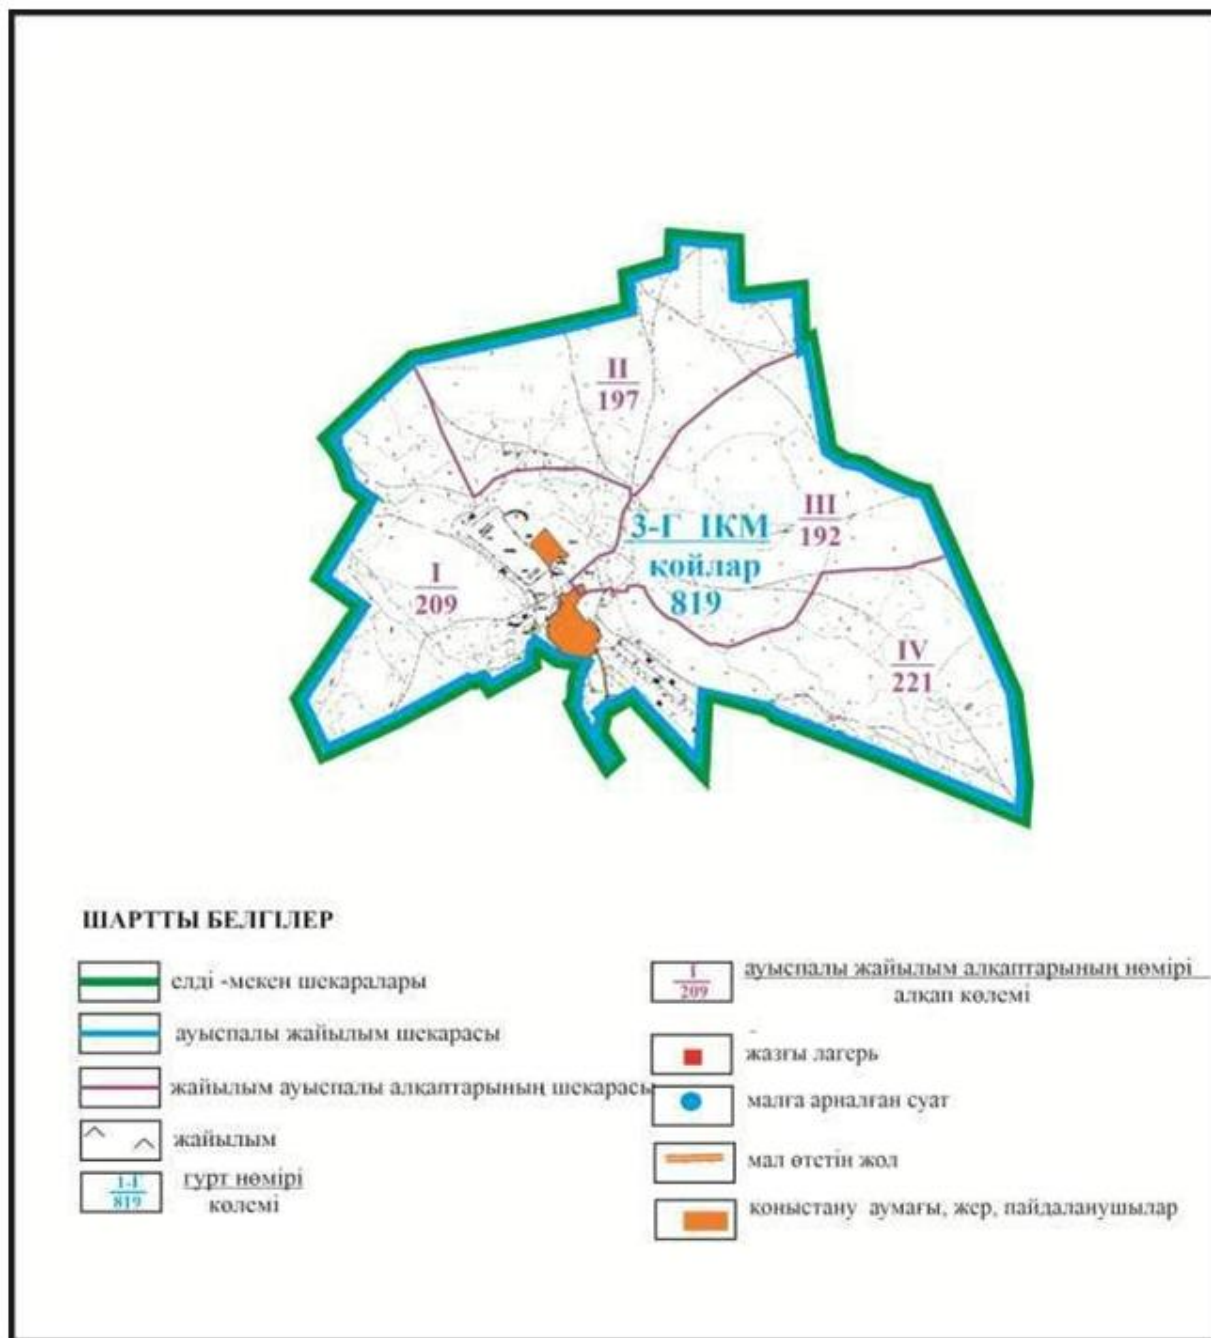 II
197
III
192
3-Г ІКМ
қойлар
819
I
209
IV
221
ШАРТТЫ БЕЛГІЛЕР
елді -мекен шекаралары
ауыспалы жайылым шекарасы
жайылым ауыспалы алқаптарының шекарасы
жайылым
1-Г
819
гурт нөмірі
көлемі
I
209
ауыспалы жайылым алқаптарының нөмірі
алқап көлемі
жазғы лагерь
малға арналған суат
мал өтетін жол
қоныстану аумағы, жер, пайдаланушылар